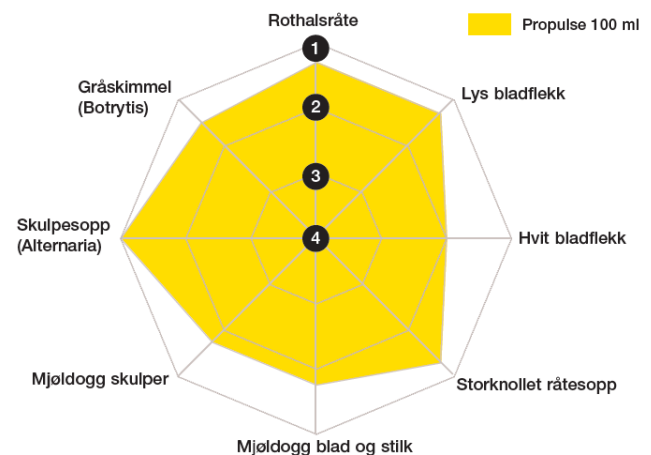 Rothalsråte
Propulse 100 ml
1
Gråskimmel
(Botrytis)
Lys bladflekk
2
3
Skulpesopp
(Alternaria)
4
Hvit bladflekk
Mjøldogg skulper
Storknollet råtesopp
Mjøldogg blad og stilk